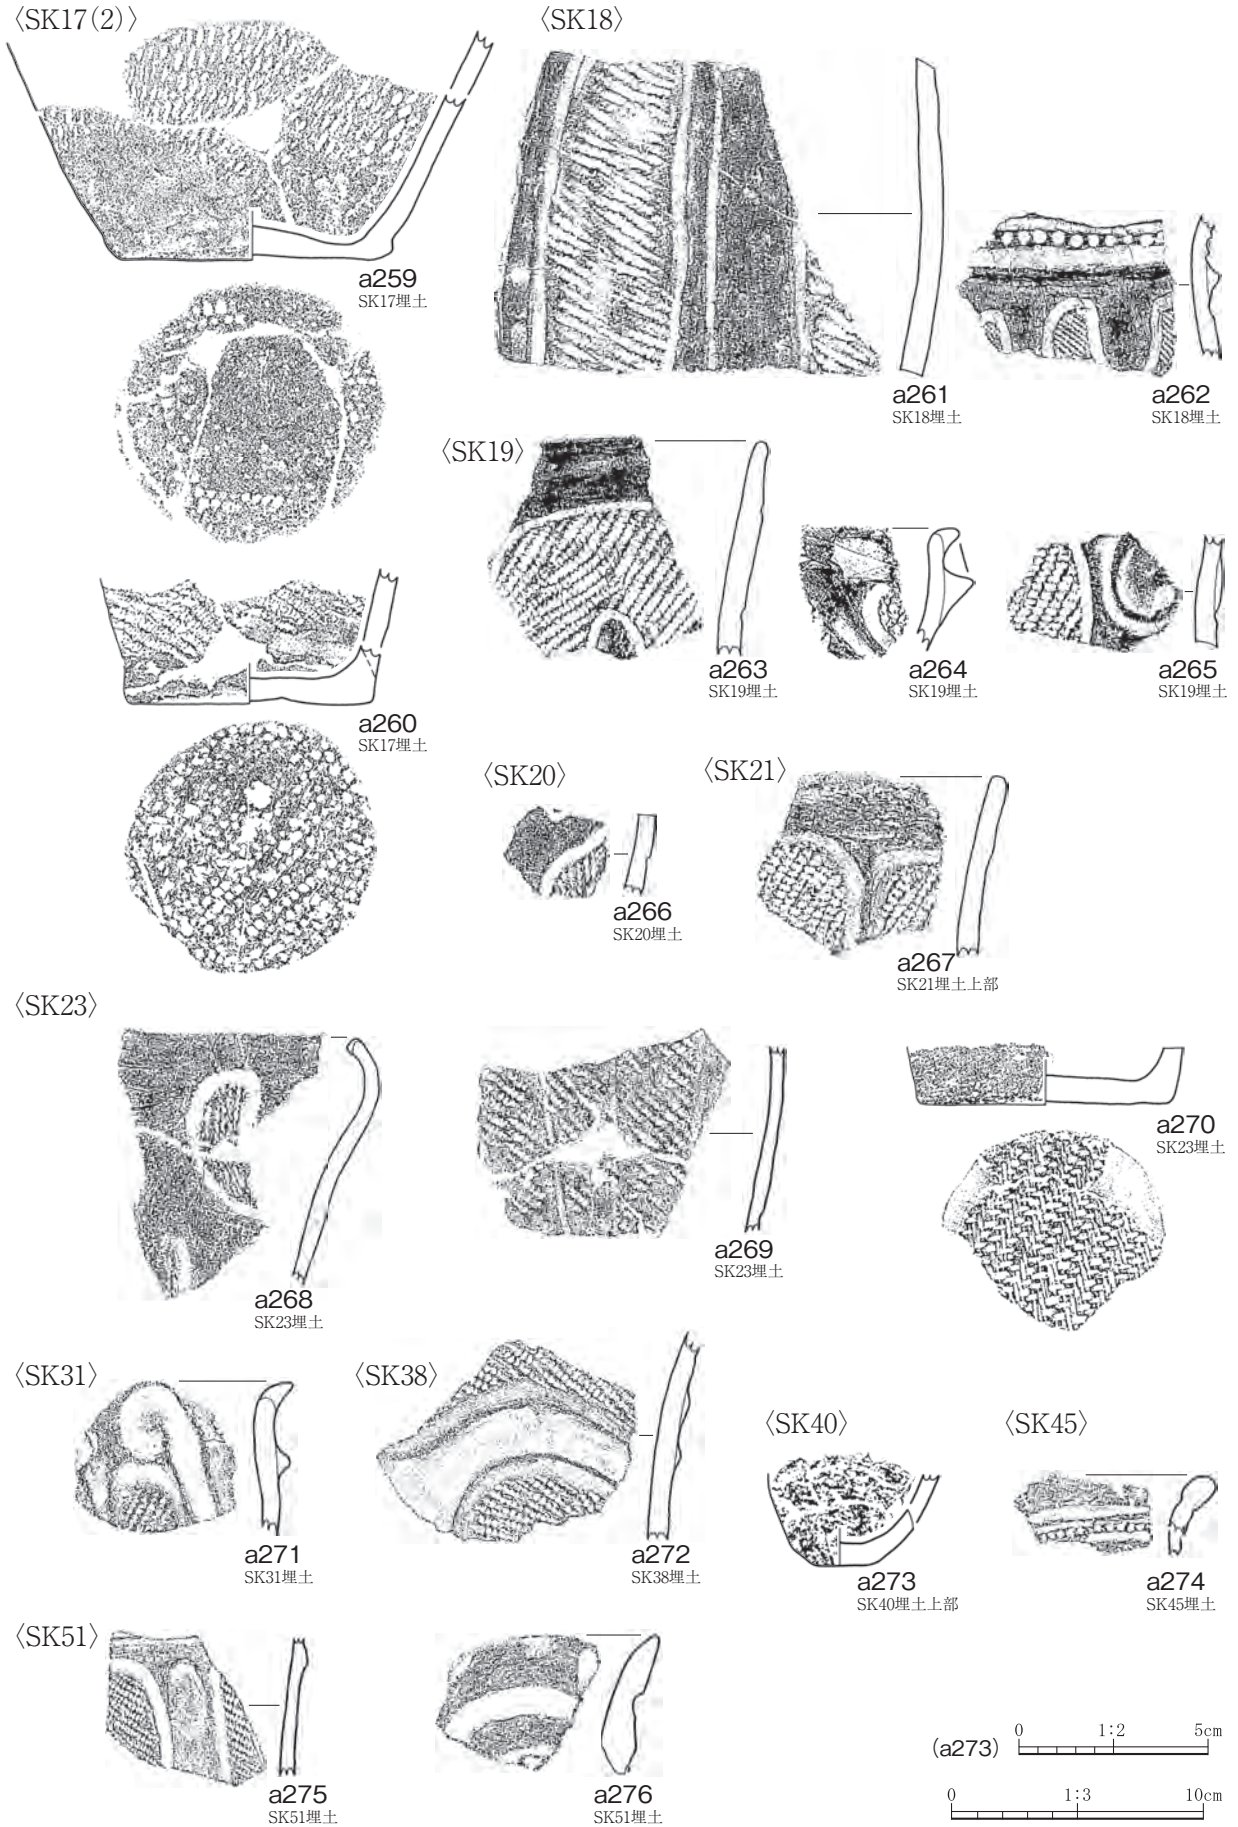 〈SK17(2)〉
a259
SK17埋土
a260
SK17埋土
〈SK18〉
a261
SK18埋土
a262
SK18埋土
〈SK19〉
a263
SK19埋土
a264
SK19埋土
a265
SK19埋土
〈SK20〉
a266
SK20埋土
〈SK21〉
a267
SK21埋土上部
〈SK23〉
a268
SK23埋土
a269
SK23埋土
a270
SK23埋土
〈SK31〉
a271
SK31埋土
〈SK38〉
a272
SK38埋土
〈SK40〉
a273
SK40埋土上部
〈SK45〉
a274
SK45埋土
〈SK51〉
a275
SK51埋土
a276
SK51埋土
(a273) 0 1:2 5cm
0 1:3 10cm